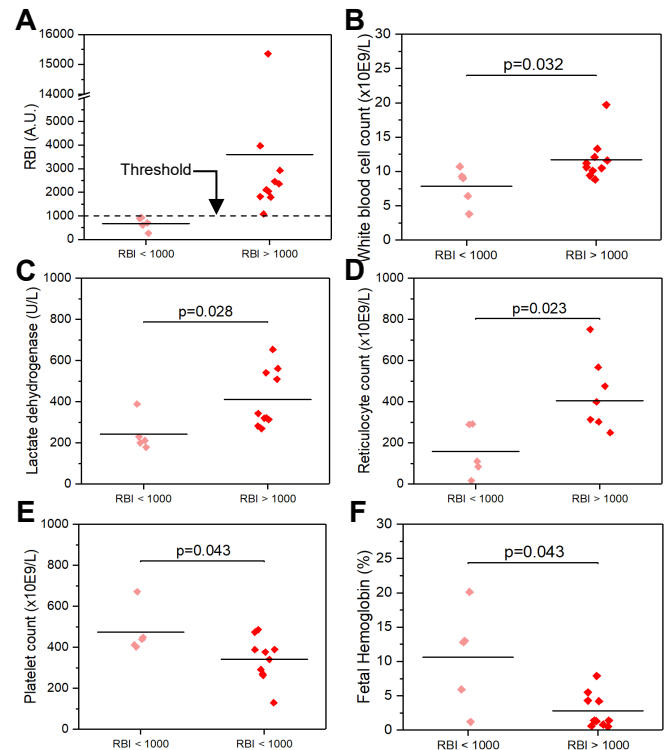 A
RBI (A.U.)
16000
15000
14000
4000
3000
2000
1000
0
Threshold
RBI < 1000
RBI > 1000
B
White blood cell count (x10E9/L)
30
25
20
15
10
5
0
p=0.032
RBI < 1000
RBI > 1000
C
Lactate dehydrogenase (U/L)
1000
800
600
400
200
0
p=0.028
RBI < 1000
RBI > 1000
D
Reticulocyte count (x10E9/L)
1000
800
600
400
200
0
p=0.023
RBI < 1000
RBI > 1000
E
Platelet count (x10E9/L)
1000
800
600
400
200
0
p=0.043
RBI < 1000
RBI > 1000
F
Fetal Hemoglobin (%)
30
25
20
15
10
5
0
p=0.043
RBI < 1000
RBI > 1000